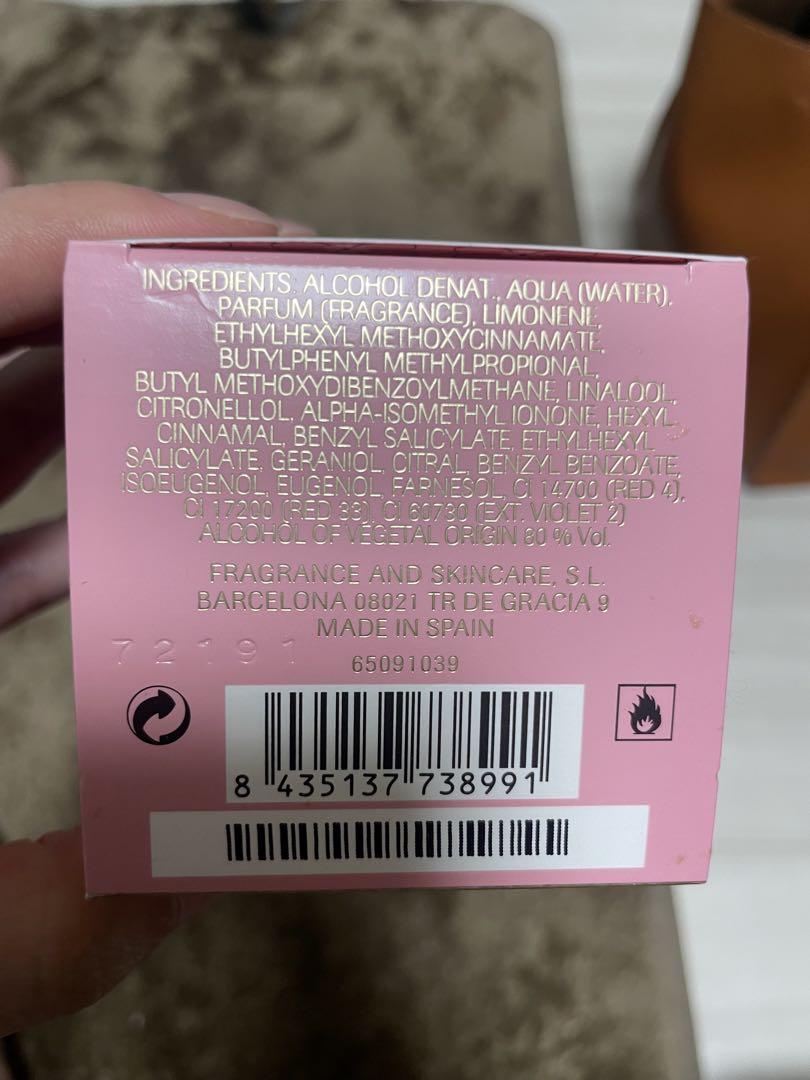 INGREDIENTS: ALCOHOL DENAT., AQUA (WATER),
PARFUM (FRAGRANCE), LIMONENE,
ETHYLHEXYL METHOXYCINNAMATE,
BUTYLPHENYL METHYLPROPIONAL,
BUTYL METHOXYDIBENZOYLMETHANE, LINALOOL,
CITRONELLOL, ALPHA-ISOMETHYL IONONE, HEXYL
CINNAMAL, BENZYL SALICYLATE, ETHYLHEXYL
SALICYLATE, GERANIOL, CITRAL, BENZYL BENZOATE,
ISOEUGENOL, EUGENOL, FARNESOL, CI 14700 (RED 4),
CI 17200 (RED 33), CI 60730 (EXT. VIOLET 2)
ALCOHOL OF VEGETAL ORIGIN 80 % Vol.
FRAGRANCE AND SKINCARE, S.L.
BARCELONA 08021 TR DE GRACIA 9
MADE IN SPAIN
72191
65091039
8 435137 738991